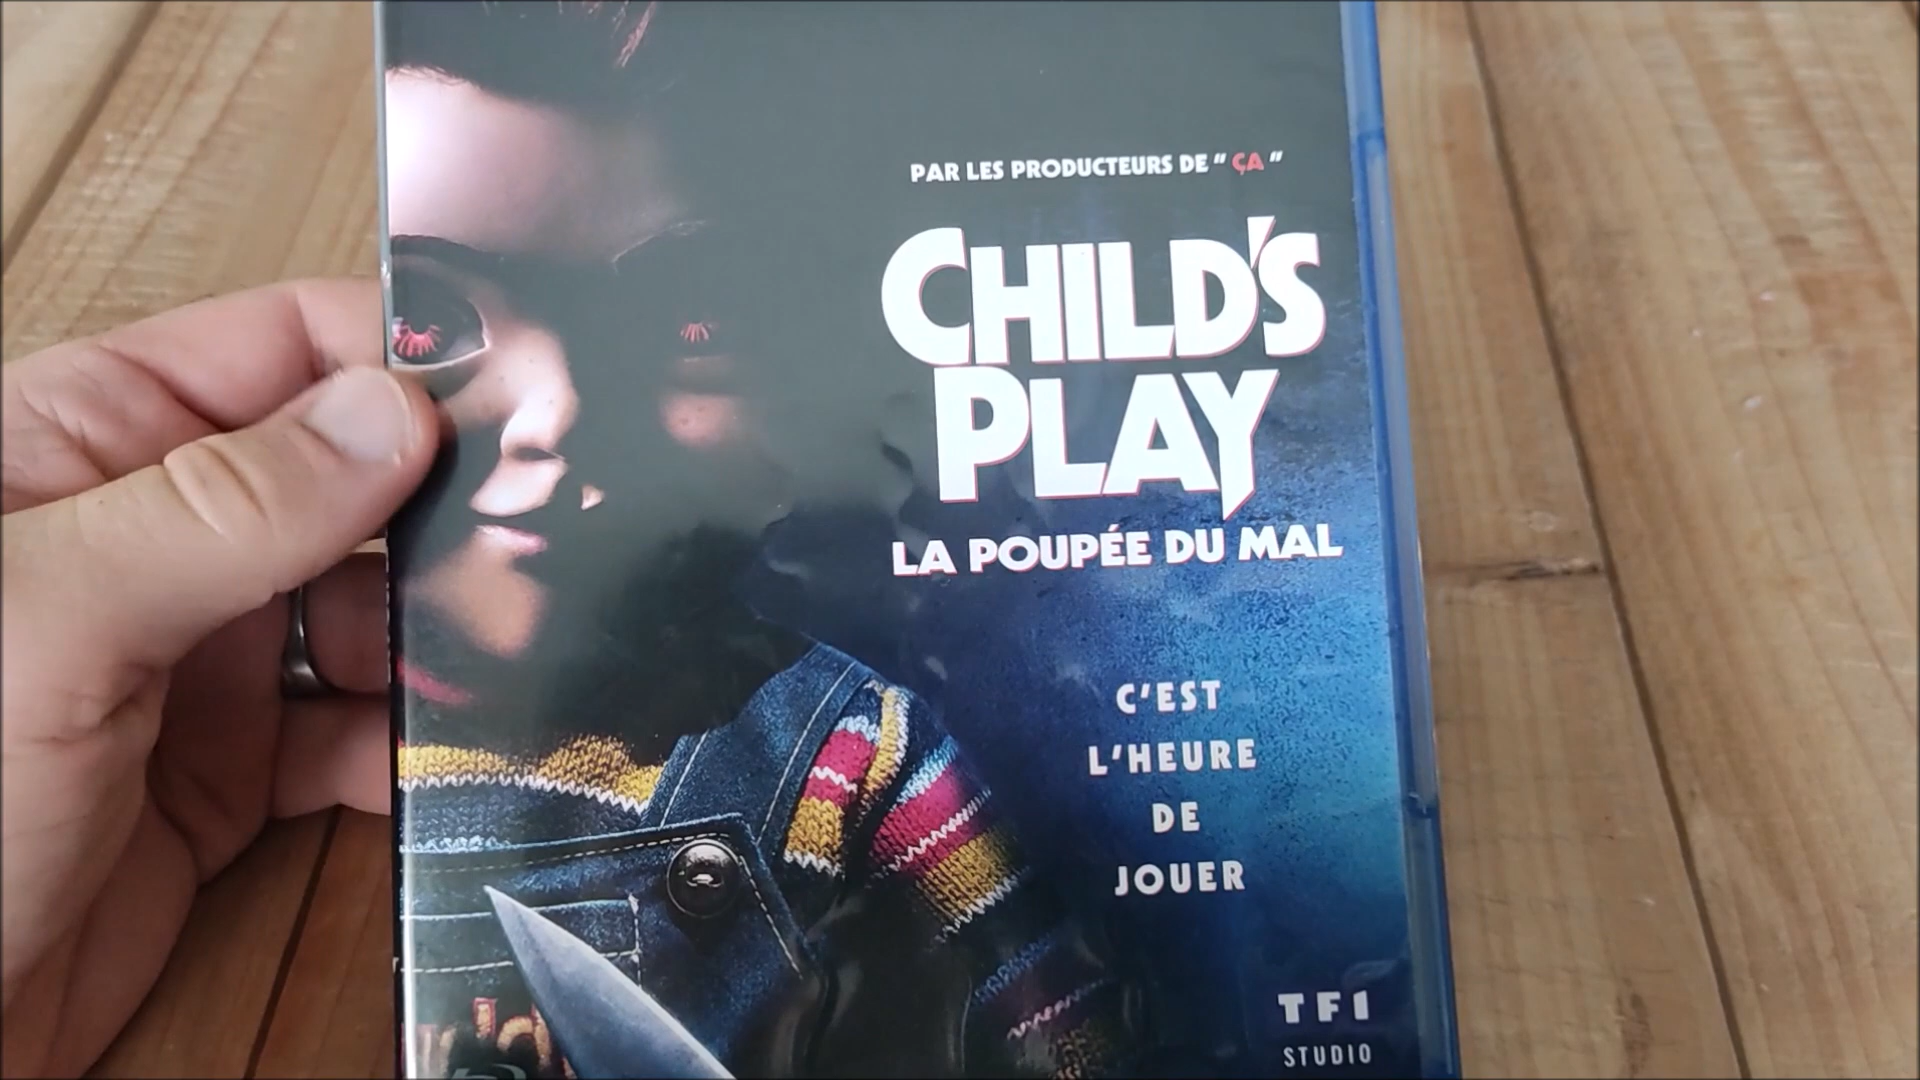 PAR LES PRODUCTEURS DE "ÇA"
CHILD'S
PLAY
LA POUPÉE DU MAL
C'EST
L'HEURE
DE
JOUER
TF1
STUDIO